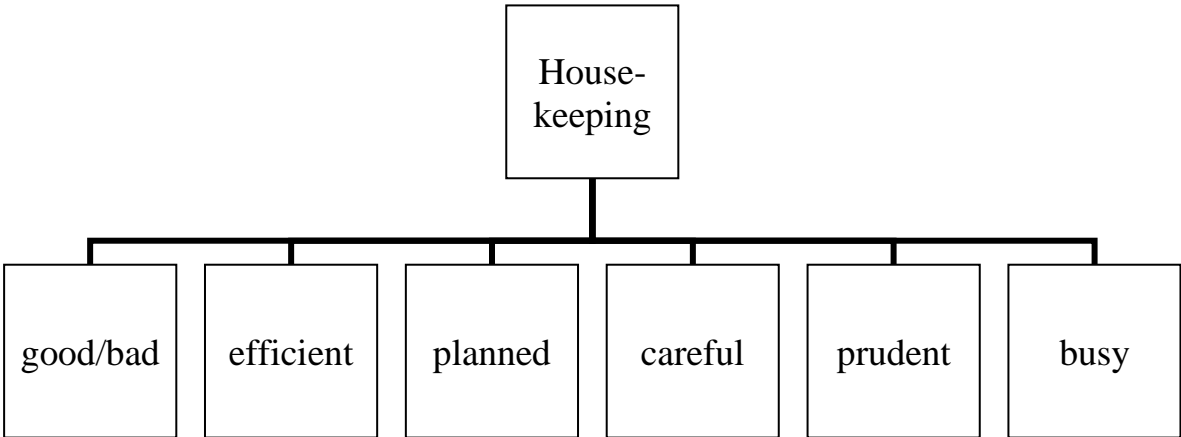 House-
keeping
good/bad
efficient
planned
careful
prudent
busy